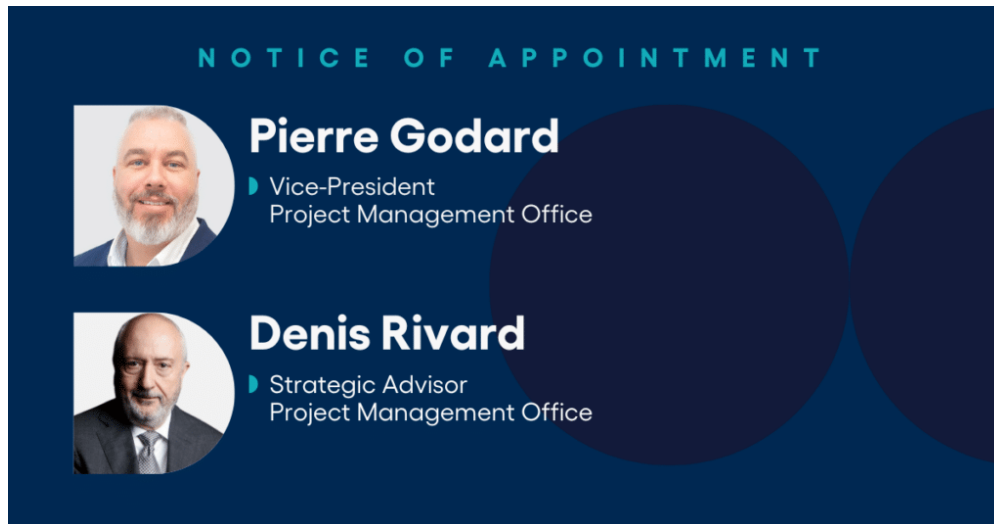 NOTICE OF APPOINTMENT
Pierre Godard
Vice-President
Project Management Office
Denis Rivard
Strategic Advisor
Project Management Office